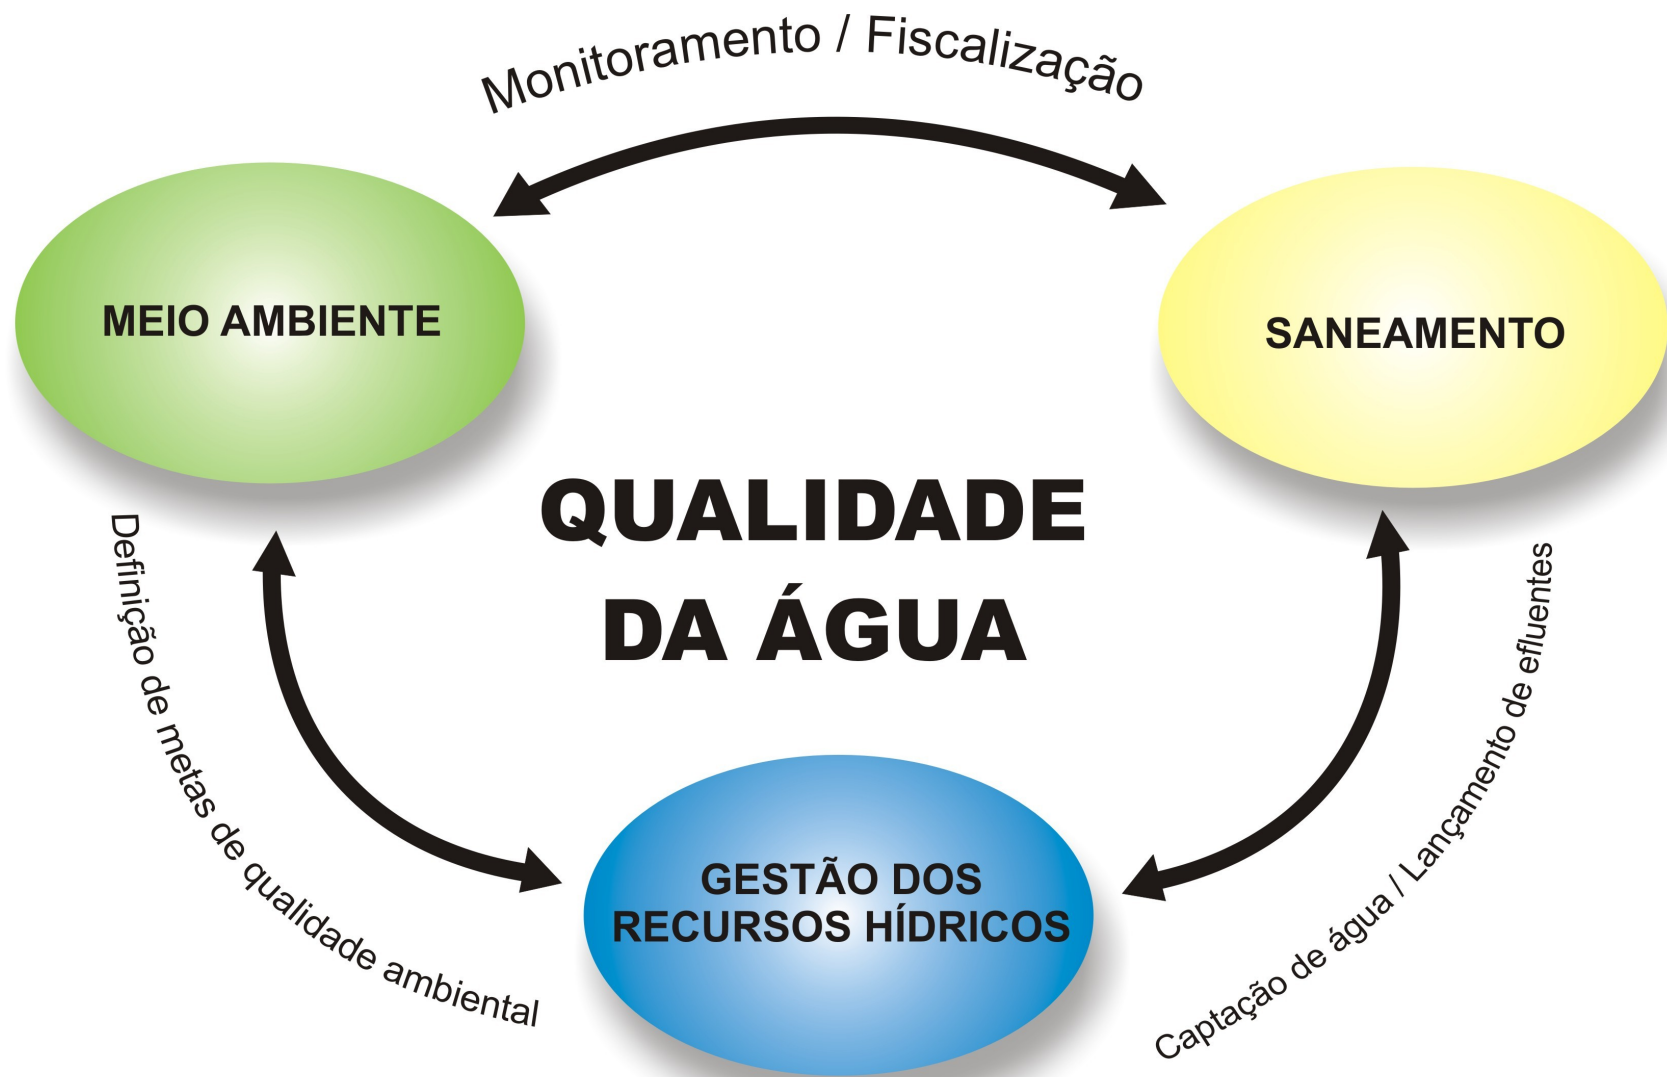 Monitoramento / Fiscalização
MEIO AMBIENTE
SANEAMENTO
QUALIDADE
DA ÁGUA
Definição de metas de qualidade ambiental
Captação de água / Lançamento de efluentes
GESTÃO DOS
RECURSOS HÍDRICOS